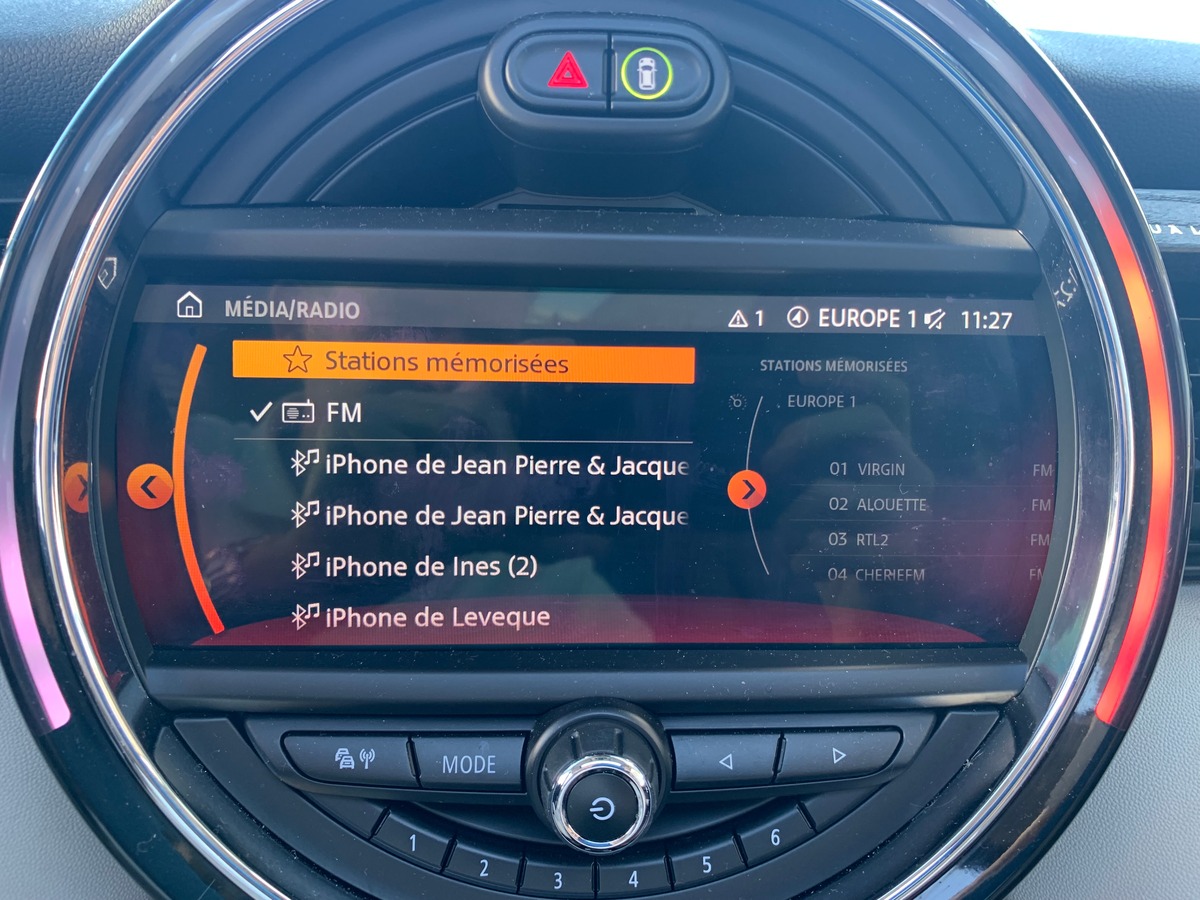 MÉDIA/RADIO
1 EUROPE 1 11:27
Stations mémorisées
FM
iPhone de Jean Pierre & Jacque
iPhone de Jean Pierre & Jacque
iPhone de Ines (2)
iPhone de Leveque
STATIONS MÉMORISÉES
EUROPE 1
01 VIRGIN FM
02 ALOUETTE FM
03 RTL2 FM
04 CHERIEFM FM
MODE
1 2 3 4 5 6